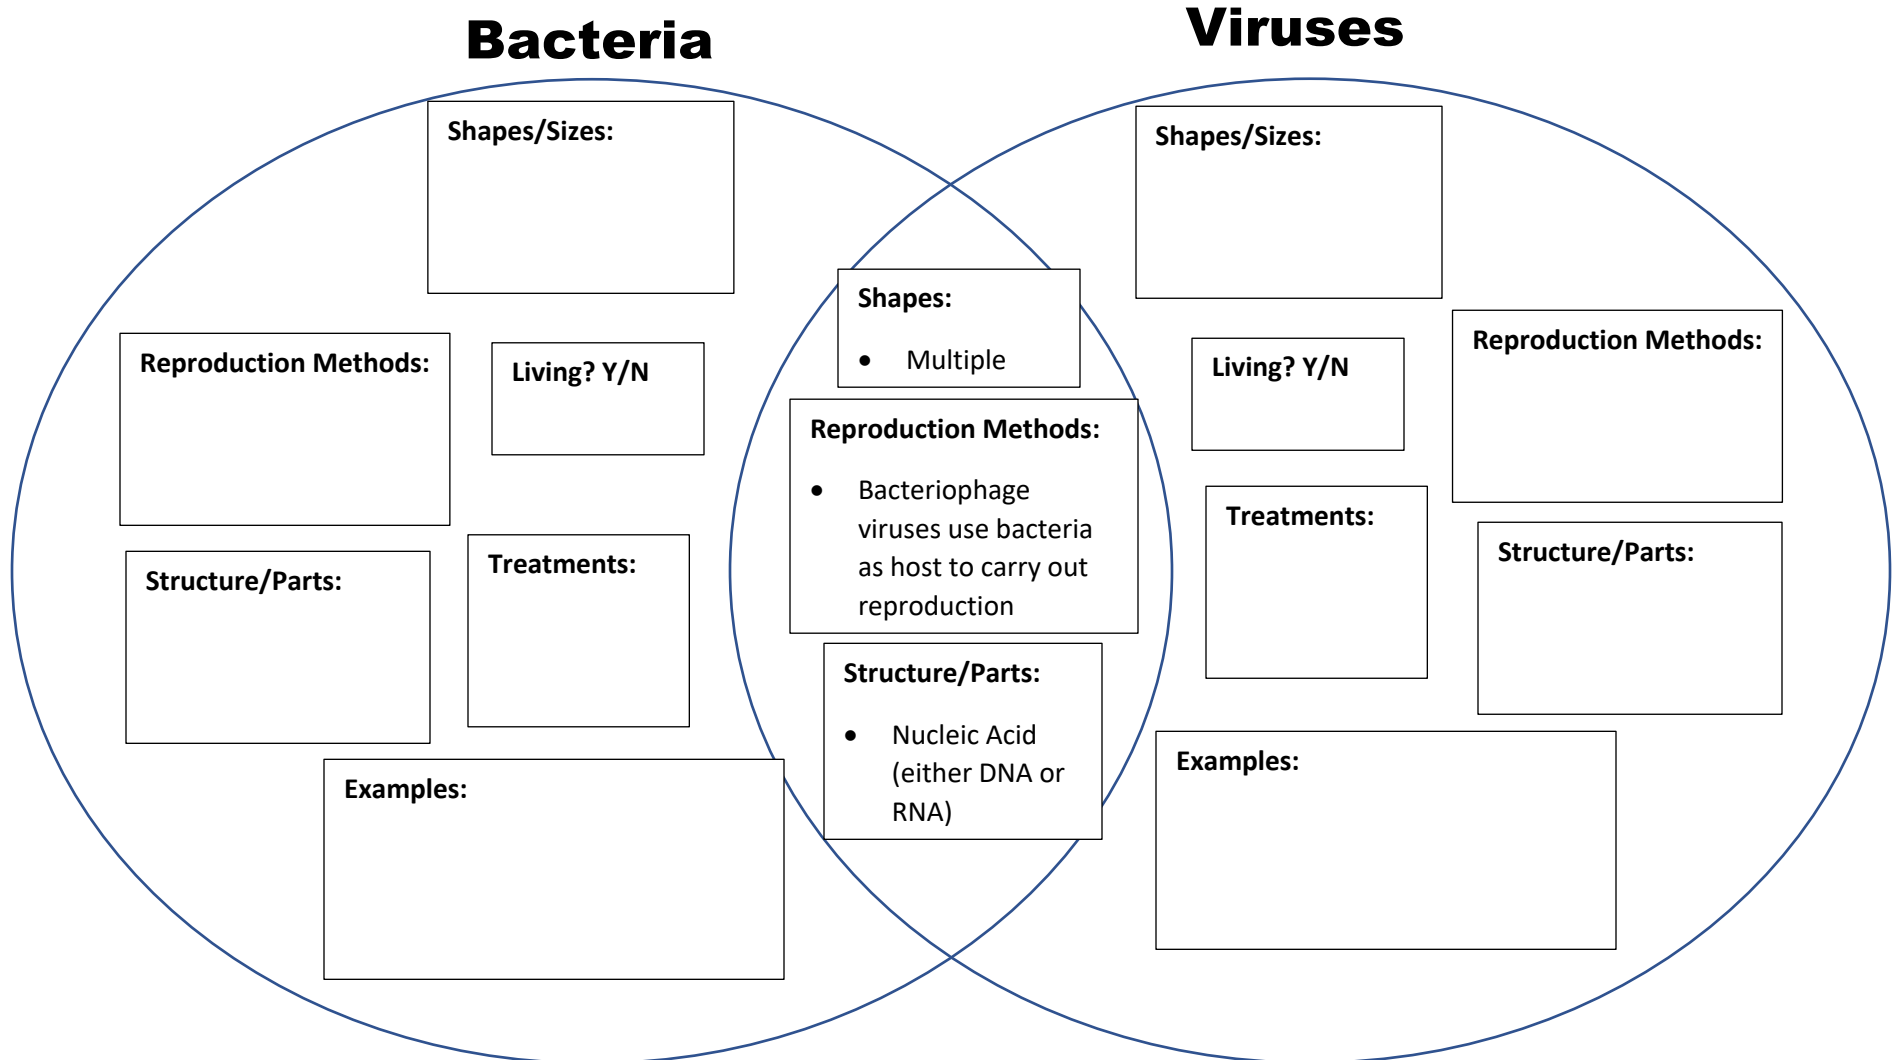 Bacteria
Viruses
Shapes/Sizes:
Reproduction Methods:
Living? Y/N
Structure/Parts:
Treatments:
Examples:
Shapes:
• Multiple
Reproduction Methods:
• Bacteriophage
viruses use bacteria
as host to carry out
reproduction
Structure/Parts:
• Nucleic Acid
(either DNA or
RNA)
Shapes/Sizes:
Living? Y/N
Reproduction Methods:
Treatments:
Structure/Parts:
Examples: